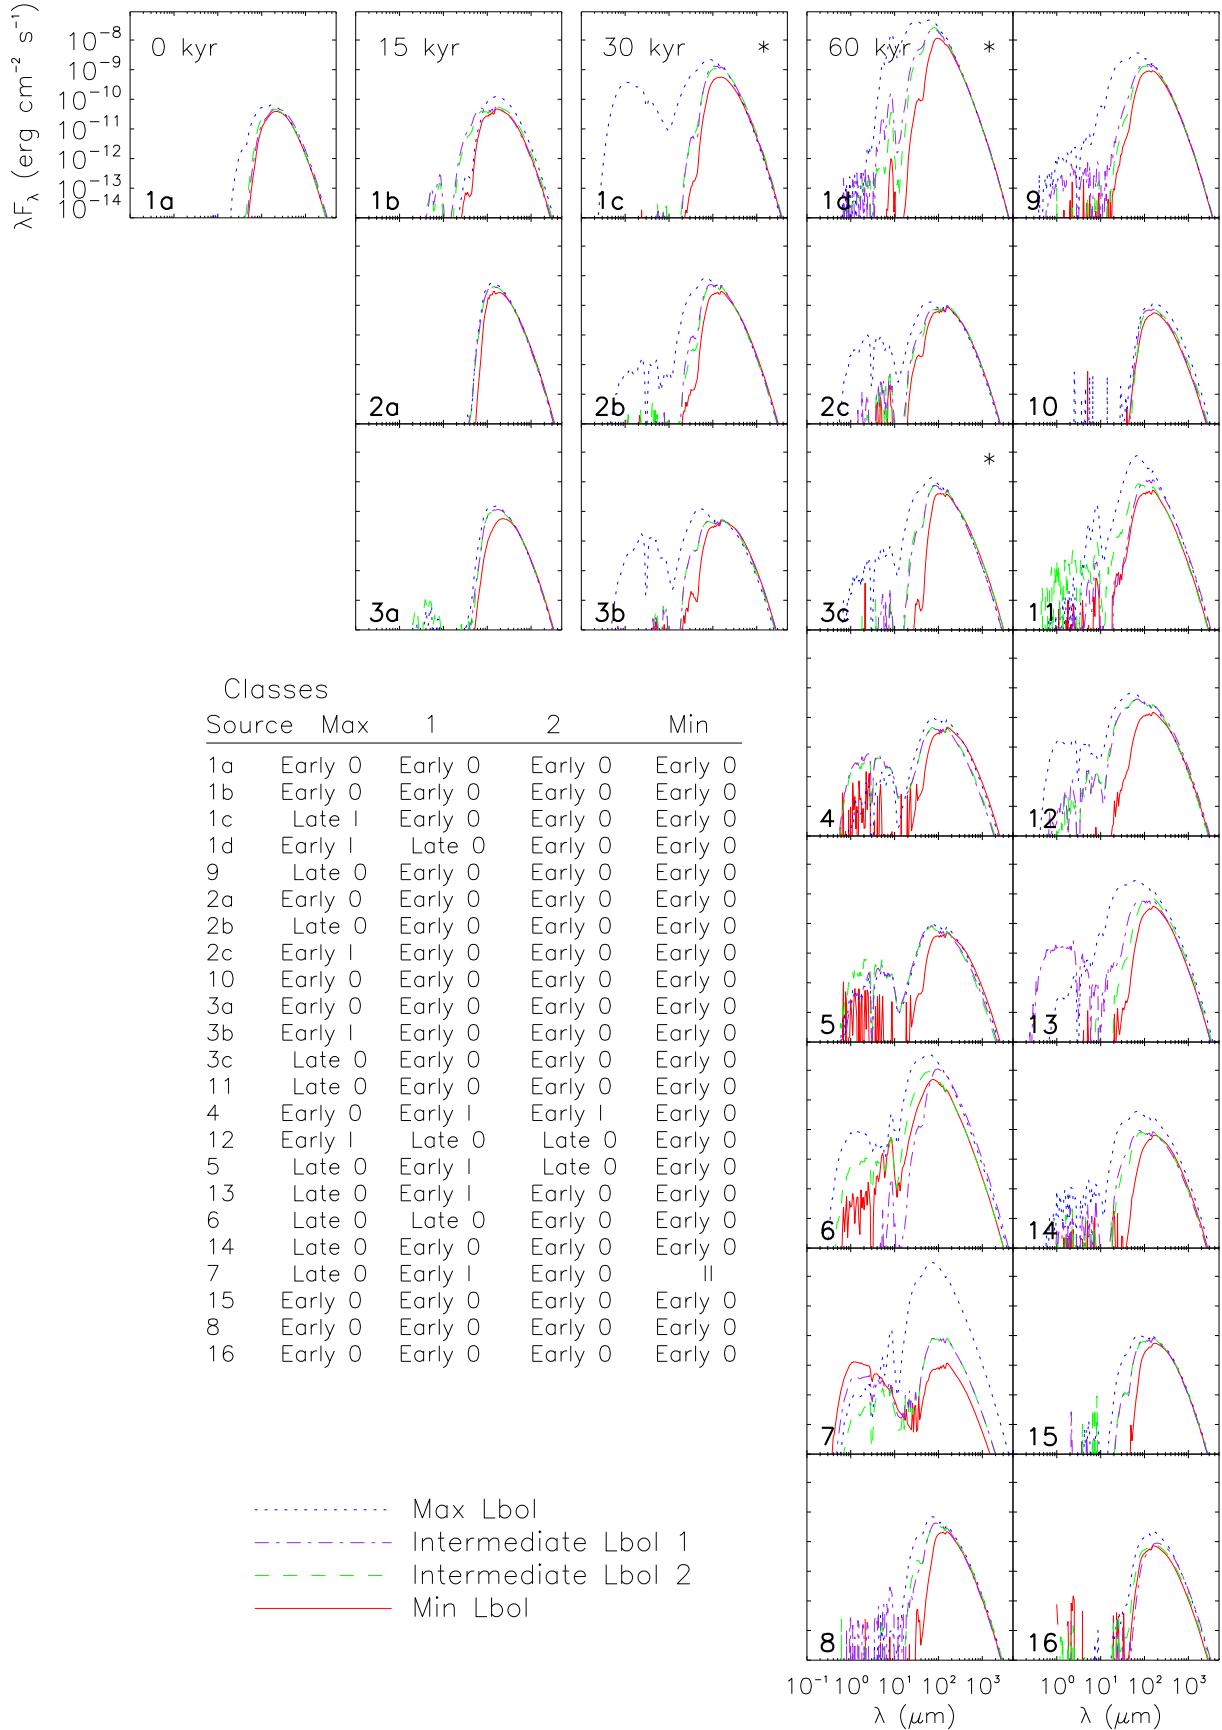 0 kyr
15 kyr
30 kyr *
60 kyr *
10⁻⁸
10⁻⁹
10⁻¹⁰
10⁻¹¹
10⁻¹²
10⁻¹³
10⁻¹⁴
λF_λ (erg cm⁻² s⁻¹)
1a
1b
1c
1d
9
2a
2b
2c
10
*
3a
3b
3c
11
4
12
5
13
6
14
7
15
8
16
Classes
Source Max 1 2 Min
1a Early 0 Early 0 Early 0 Early 0
1b Early 0 Early 0 Early 0 Early 0
1c Late I Early 0 Early 0 Early 0
1d Early I Late 0 Early 0 Early 0
9 Late 0 Early 0 Early 0 Early 0
2a Early 0 Early 0 Early 0 Early 0
2b Late 0 Early 0 Early 0 Early 0
2c Early I Early 0 Early 0 Early 0
10 Early 0 Early 0 Early 0 Early 0
3a Early 0 Early 0 Early 0 Early 0
3b Early I Early 0 Early 0 Early 0
3c Late 0 Early 0 Early 0 Early 0
11 Late 0 Early 0 Early 0 Early 0
4 Early 0 Early I Early I Early 0
12 Early I Late 0 Late 0 Early 0
5 Late 0 Early I Late 0 Early 0
13 Late 0 Early I Early 0 Early 0
6 Late 0 Late 0 Early 0 Early 0
14 Late 0 Early 0 Early 0 Early 0
7 Late 0 Early I Early 0 II
15 Early 0 Early 0 Early 0 Early 0
8 Early 0 Early 0 Early 0 Early 0
16 Early 0 Early 0 Early 0 Early 0
Max Lbol
Intermediate Lbol 1
Intermediate Lbol 2
Min Lbol
10⁻¹ 10⁰ 10¹ 10² 10³
λ (μm)
10⁰ 10¹ 10² 10³
λ (μm)